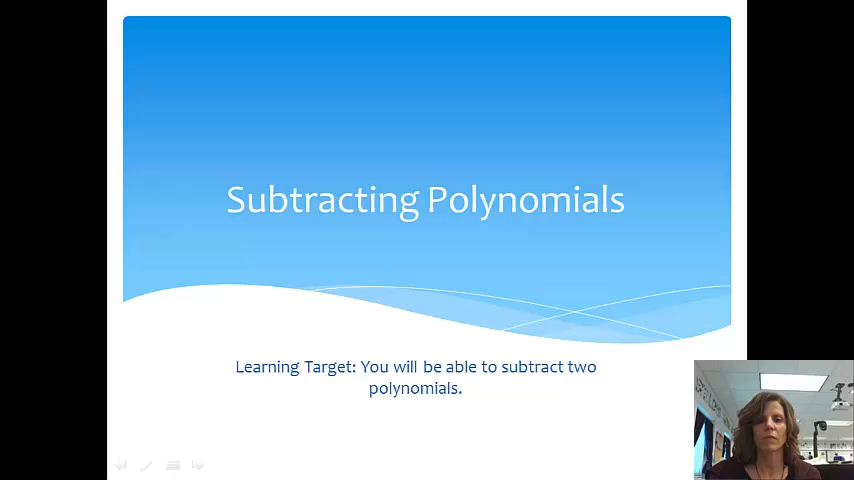 Subtracting Polynomials
Learning Target: You will be able to subtract two
polynomials.